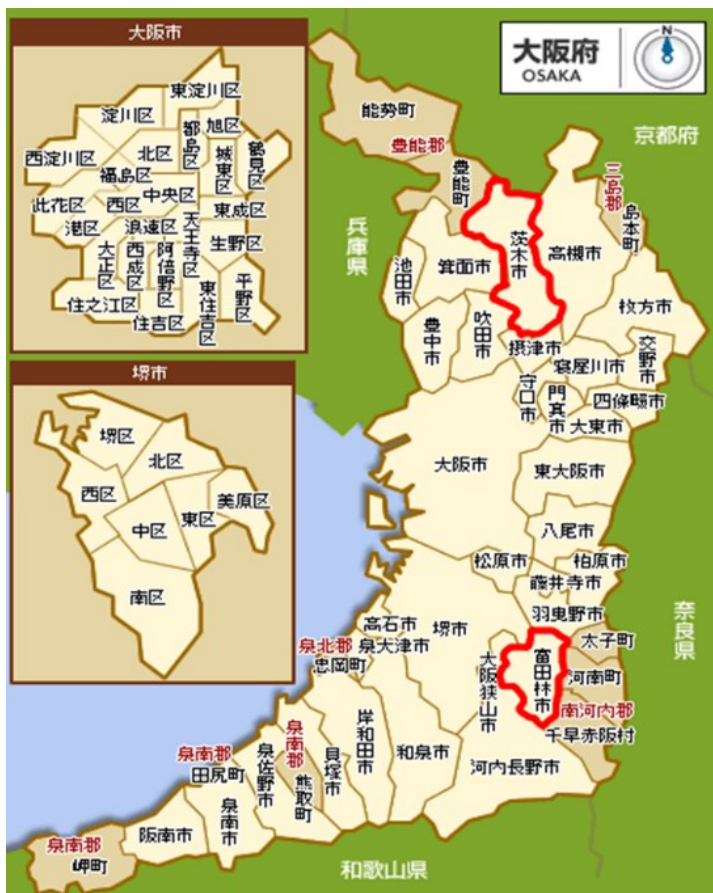 大阪市
東淀川区
淀川区
旭区
都島区
鶴見区
西淀川区
北区
城東区
福島区
中央区
此花区
西区
東成区
港区
浪速区
天王寺区
生野区
大正区
西成区
阿倍野区
平野区
住之江区
東住吉区
住吉区
堺市
堺区
北区
西区
美原区
東区
中区
南区
大阪府
OSAKA
N
京都府
兵庫県
奈良県
和歌山県
能勢町
豊能郡
豊能町
三島郡
島本町
茨木市
高槻市
箕面市
池田市
枚方市
豊中市
吹田市
摂津市
交野市
寝屋川市
守口市
門真市
四條畷市
大東市
大阪市
東大阪市
八尾市
松原市
柏原市
藤井寺市
羽曳野市
高石市
堺市
泉北郡
泉大津市
忠岡町
大阪狭山市
富田林市
太子町
河南町
南河内郡
千早赤阪村
岸和田市
和泉市
河内長野市
貝塚市
泉南郡
熊取町
泉佐野市
泉南郡
田尻町
泉南市
阪南市
泉南郡
岬町